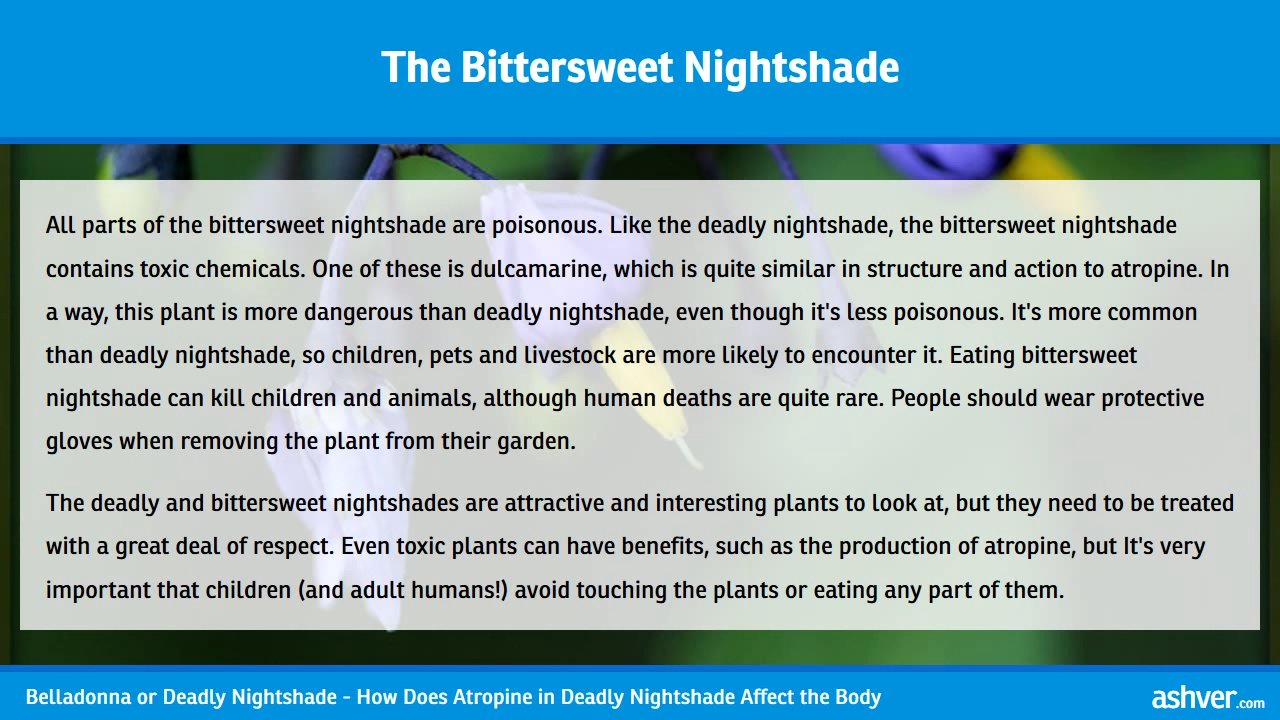 The Bittersweet Nightshade
All parts of the bittersweet nightshade are poisonous. Like the deadly nightshade, the bittersweet nightshade
contains toxic chemicals. One of these is dulcamarine, which is quite similar in structure and action to atropine. In
a way, this plant is more dangerous than deadly nightshade, even though it's less poisonous. It's more common
than deadly nightshade, so children, pets and livestock are more likely to encounter it. Eating bittersweet
nightshade can kill children and animals, although human deaths are quite rare. People should wear protective
gloves when removing the plant from their garden.
The deadly and bittersweet nightshades are attractive and interesting plants to look at, but they need to be treated
with a great deal of respect. Even toxic plants can have benefits, such as the production of atropine, but It's very
important that children (and adult humans!) avoid touching the plants or eating any part of them.
Belladonna or Deadly Nightshade - How Does Atropine in Deadly Nightshade Affect the Body
ashver.com